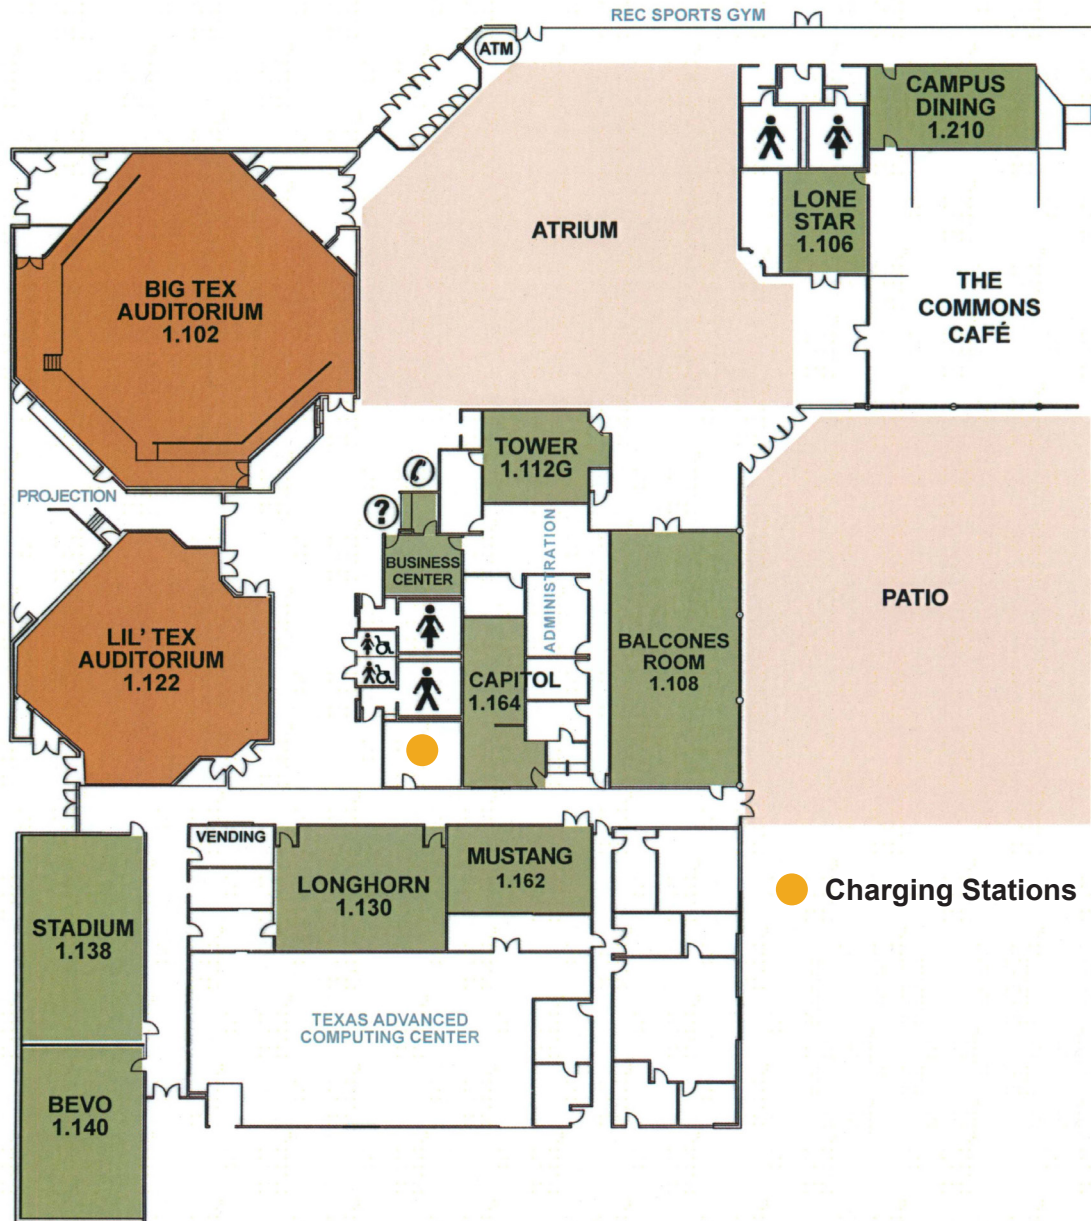 REC SPORTS GYM
ATM
CAMPUS
DINING
1.210
LONE
STAR
1.106
ATRIUM
THE
COMMONS
CAFÉ
BIG TEX
AUDITORIUM
1.102
TOWER
1.112G
PROJECTION
?
BUSINESS
CENTER
ADMINISTRATION
PATIO
LIL' TEX
AUDITORIUM
1.122
CAPITOL
1.164
BALCONES
ROOM
1.108
VENDING
LONGHORN
1.130
MUSTANG
1.162
Charging Stations
STADIUM
1.138
TEXAS ADVANCED
COMPUTING CENTER
BEVO
1.140